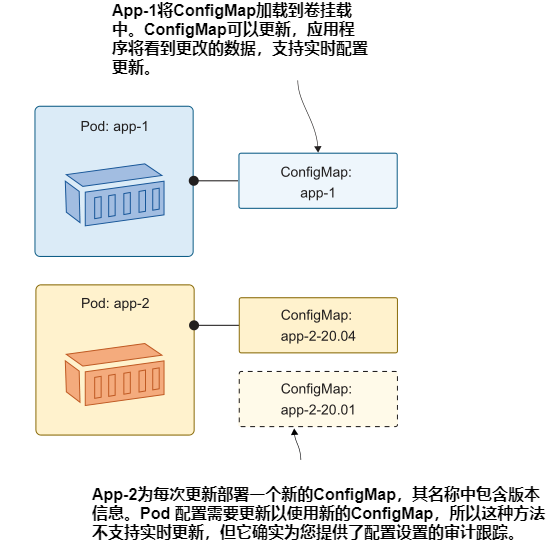 App-1将ConfigMap加载到卷挂载
中。ConfigMap可以更新，应用程
序将看到更改的数据，支持实时配置
更新。
Pod: app-1
ConfigMap:
app-1
Pod: app-2
ConfigMap:
app-2-20.04
ConfigMap:
app-2-20.01
App-2为每次更新部署一个新的ConfigMap，其名称中包含版本
信息。Pod 配置需要更新以使用新的ConfigMap，所以这种方法
不支持实时更新，但它确实为您提供了配置设置的审计跟踪。